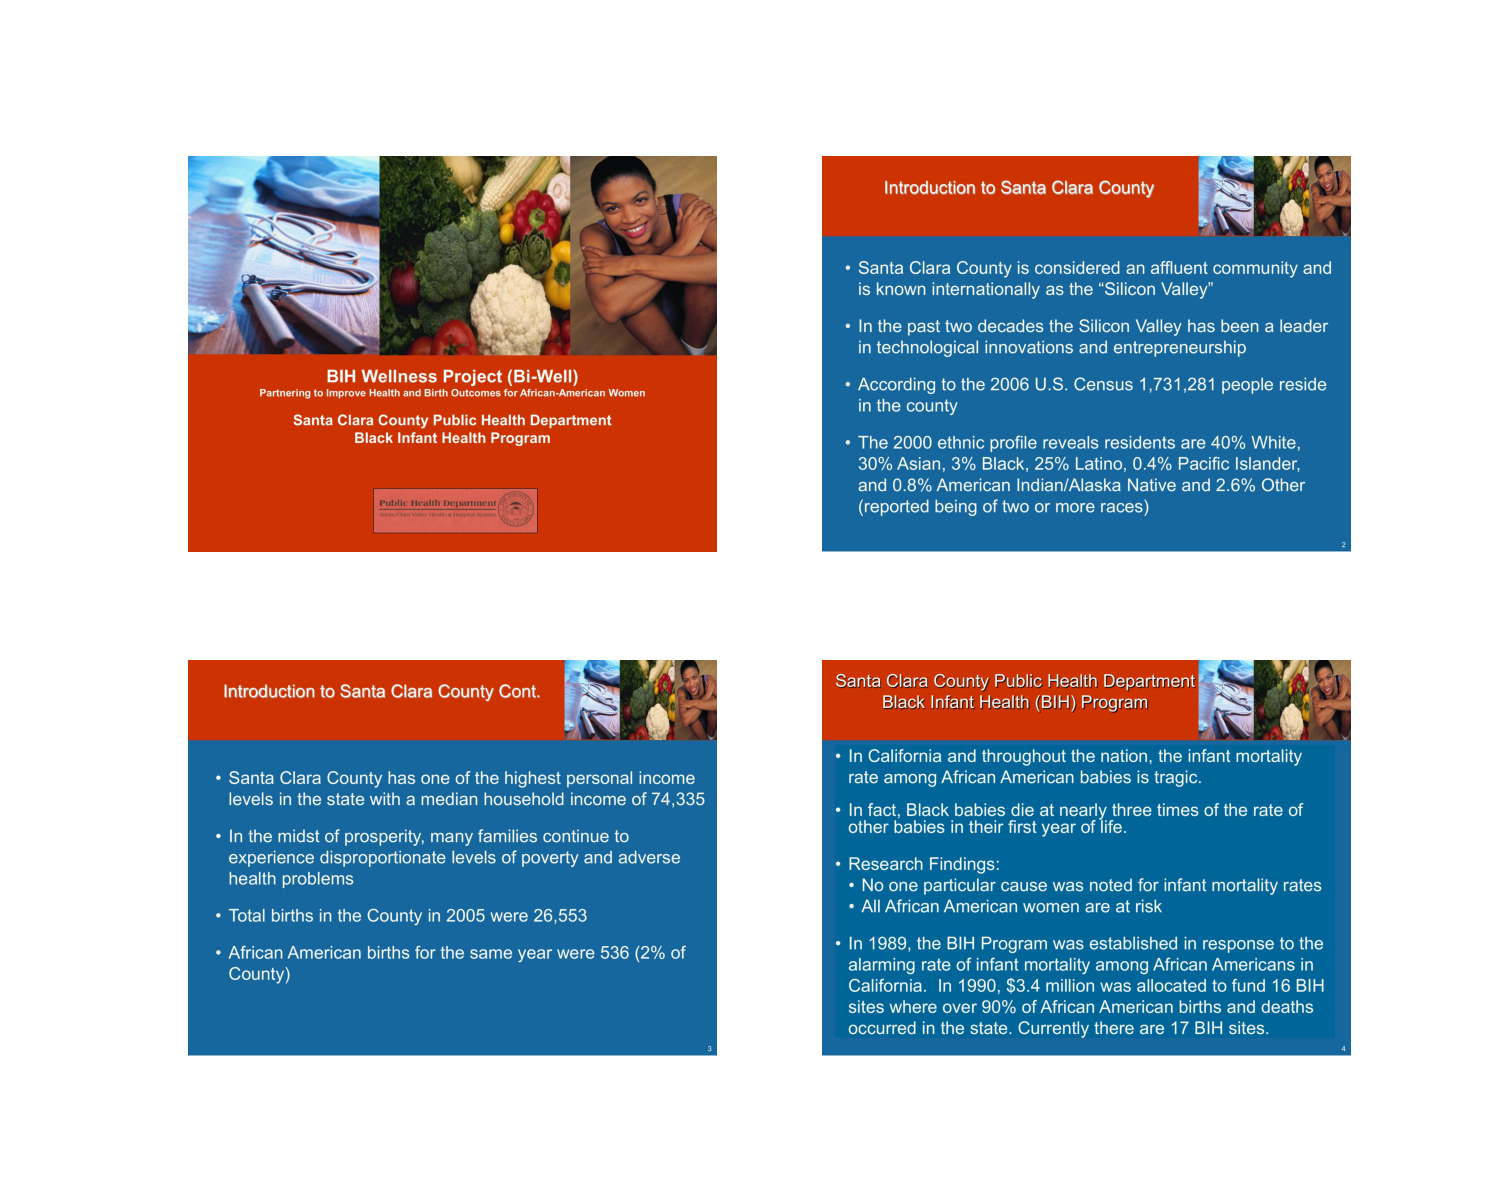 BIH Wellness Project (Bi-Well)
Partnering to Improve Health and Birth Outcomes for African-American Women
Santa Clara County Public Health Department
Black Infant Health Program
Public Health Department
Santa Clara Valley Health & Hospital System
Introduction to Santa Clara County
• Santa Clara County is considered an affluent community and
is known internationally as the “Silicon Valley”
• In the past two decades the Silicon Valley has been a leader
in technological innovations and entrepreneurship
• According to the 2006 U.S. Census 1,731,281 people reside
in the county
• The 2000 ethnic profile reveals residents are 40% White,
30% Asian, 3% Black, 25% Latino, 0.4% Pacific Islander,
and 0.8% American Indian/Alaska Native and 2.6% Other
(reported being of two or more races)
2
Introduction to Santa Clara County Cont.
• Santa Clara County has one of the highest personal income
levels in the state with a median household income of 74,335
• In the midst of prosperity, many families continue to
experience disproportionate levels of poverty and adverse
health problems
• Total births in the County in 2005 were 26,553
• African American births for the same year were 536 (2% of
County)
3
Santa Clara County Public Health Department
Black Infant Health (BIH) Program
• In California and throughout the nation, the infant mortality
rate among African American babies is tragic.
• In fact, Black babies die at nearly three times of the rate of
other babies in their first year of life.
• Research Findings:
• No one particular cause was noted for infant mortality rates
• All African American women are at risk
• In 1989, the BIH Program was established in response to the
alarming rate of infant mortality among African Americans in
California.  In 1990, $3.4 million was allocated to fund 16 BIH
sites where over 90% of African American births and deaths
occurred in the state. Currently there are 17 BIH sites.
4